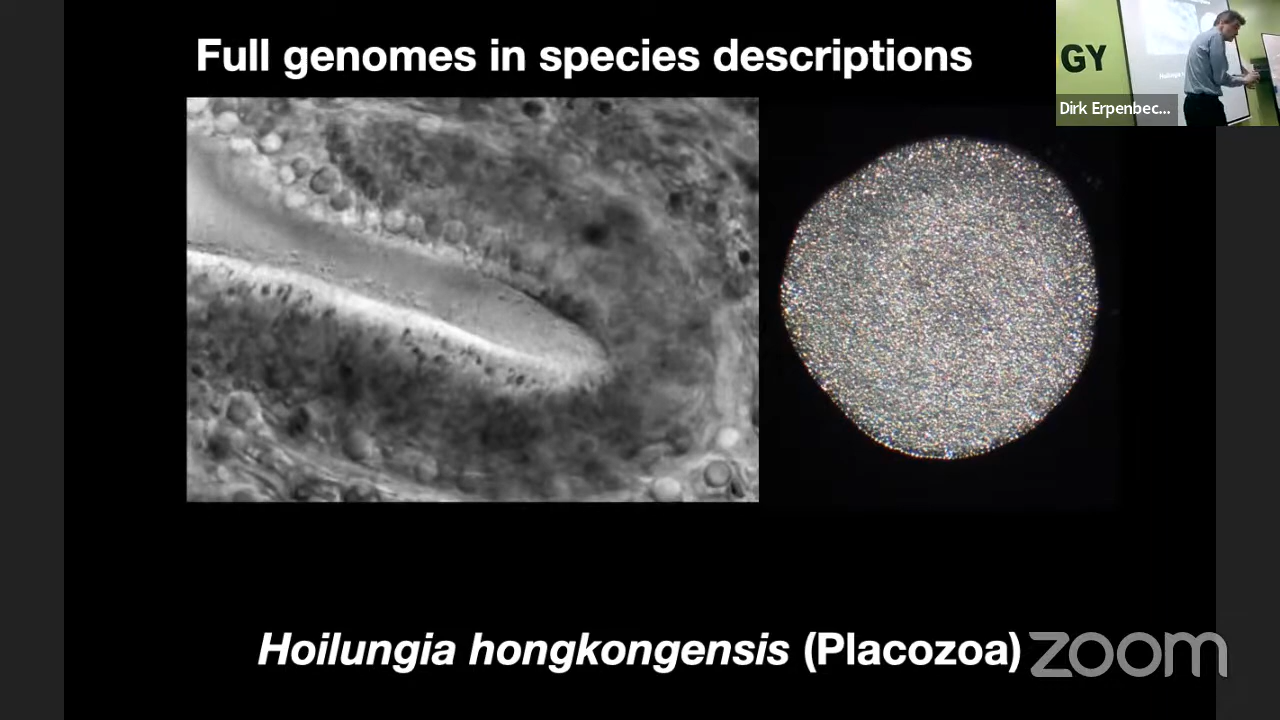 Full genomes in species descriptions
GY
Dirk Erpenbec...
Hoilungia hongkongensis (Placozoa)
zoom